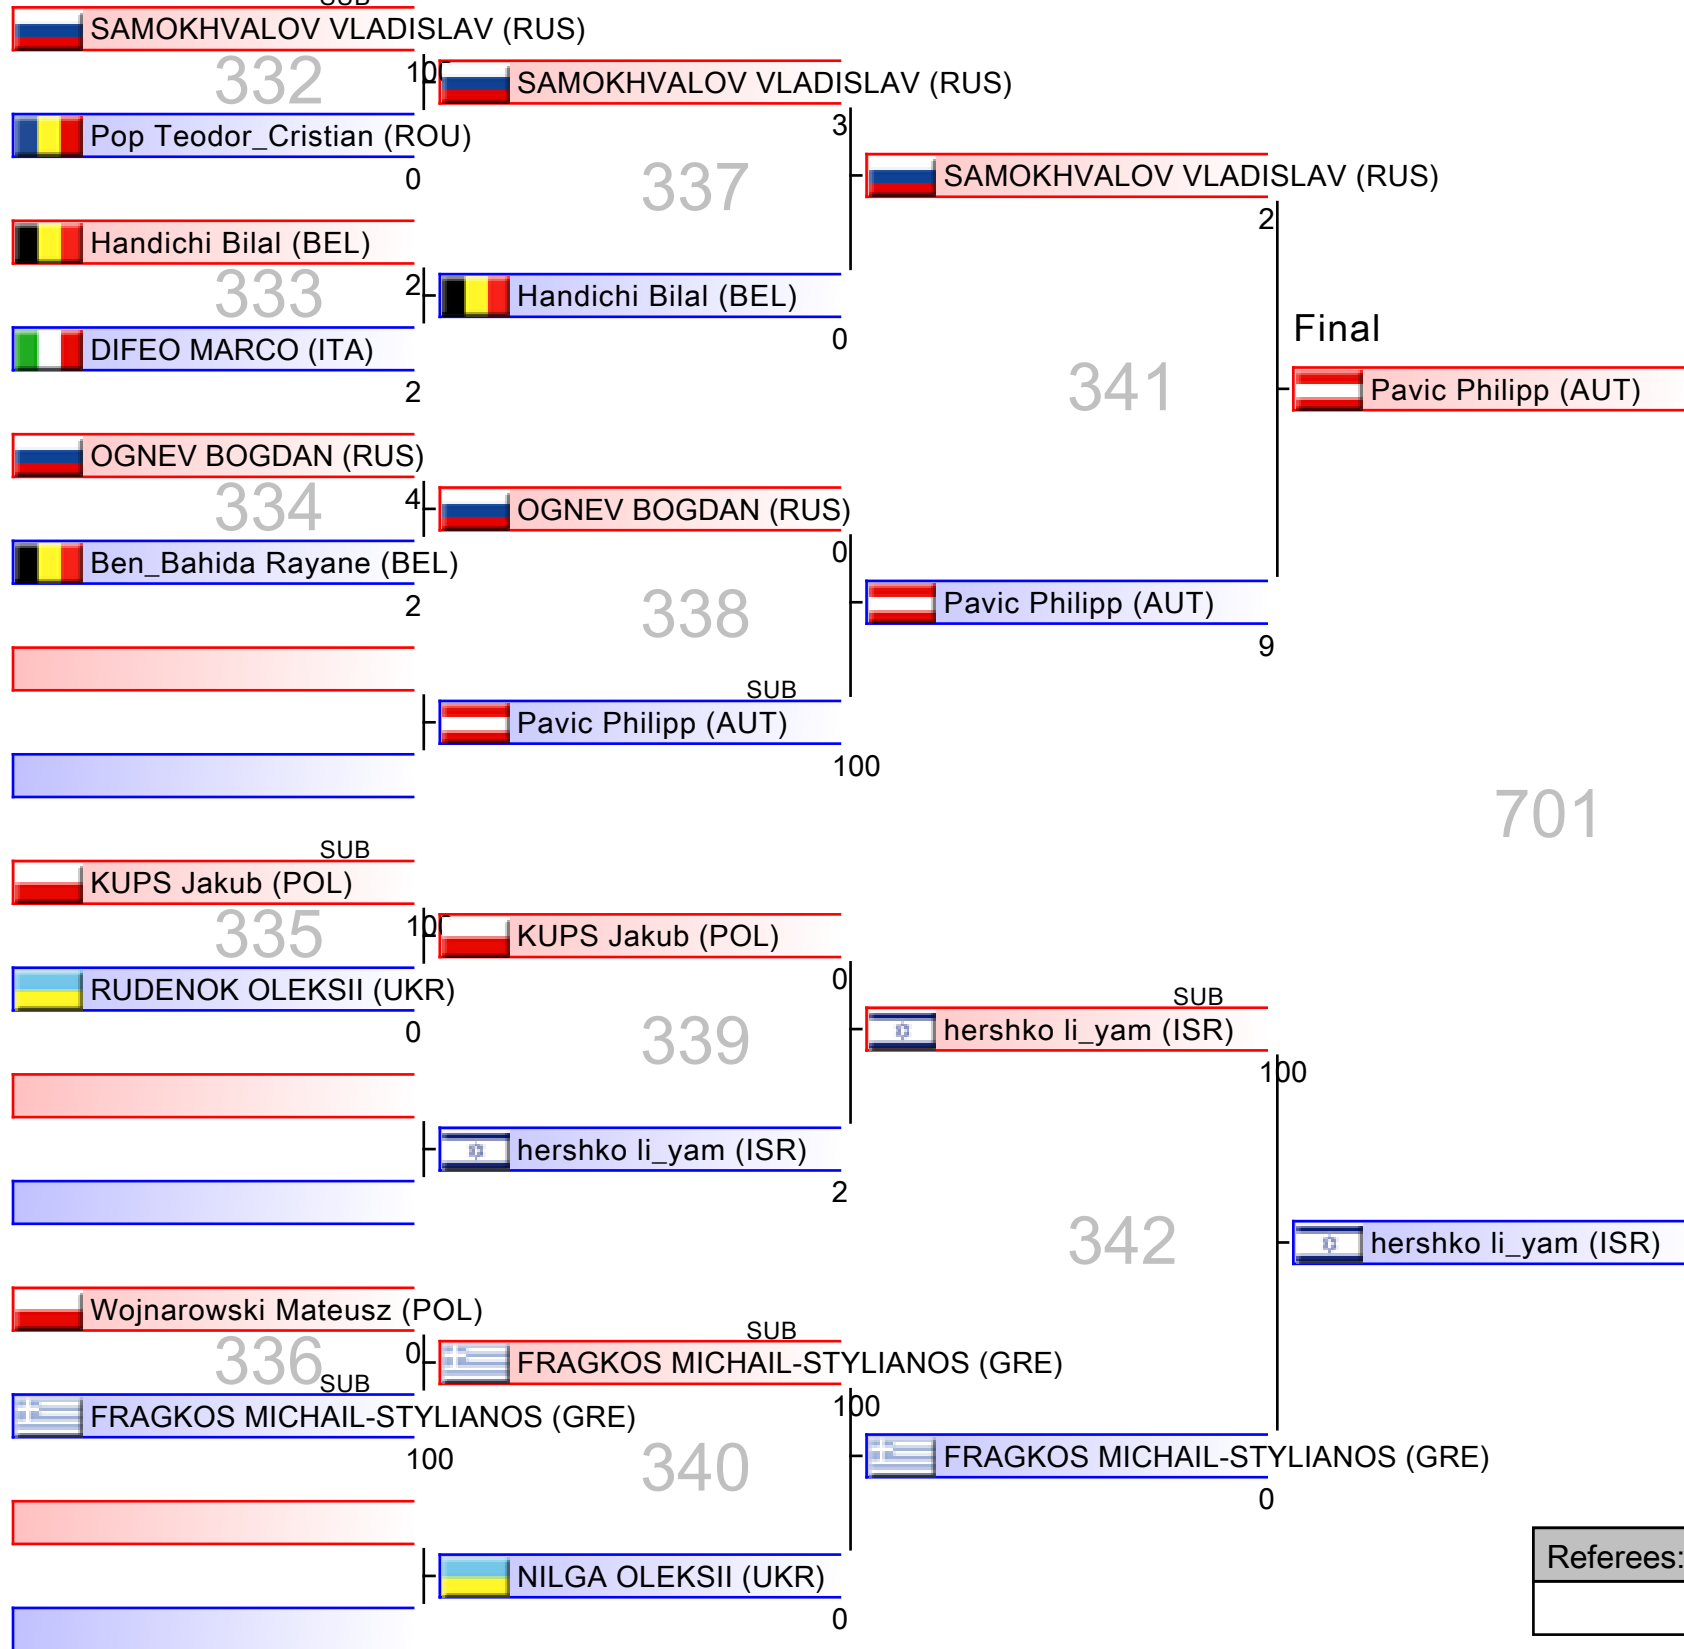 SUB
SAMOKHVALOV VLADISLAV (RUS)
332
100
Pop Teodor_Cristian (ROU)
0
Handichi Bilal (BEL)
333
2
DIFEO MARCO (ITA)
2
OGNEV BOGDAN (RUS)
334
4
Ben_Bahida Rayane (BEL)
2
SUB
KUPS Jakub (POL)
335
100
RUDENOK OLEKSII (UKR)
0
Wojnarowski Mateusz (POL)
336
0
SUB
FRAGKOS MICHAIL-STYLIANOS (GRE)
100
SAMOKHVALOV VLADISLAV (RUS)
3
337
Handichi Bilal (BEL)
0
OGNEV BOGDAN (RUS)
0
338
SUB
Pavic Philipp (AUT)
100
KUPS Jakub (POL)
0
339
hershko li_yam (ISR)
2
SUB
FRAGKOS MICHAIL-STYLIANOS (GRE)
100
340
NILGA OLEKSII (UKR)
0
SAMOKHVALOV VLADISLAV (RUS)
2
341
Pavic Philipp (AUT)
9
SUB
hershko li_yam (ISR)
100
342
FRAGKOS MICHAIL-STYLIANOS (GRE)
0
Final
Pavic Philipp (AUT)
701
hershko li_yam (ISR)
Referees: